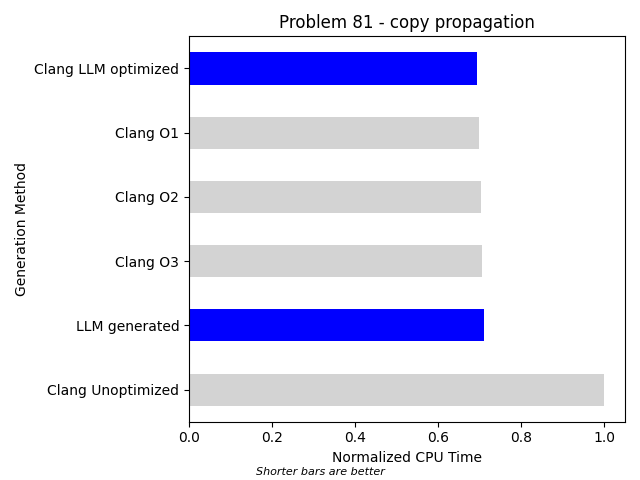 Problem 81 - copy propagation
Generation Method
Clang LLM optimized
Clang O1
Clang O2
Clang O3
LLM generated
Clang Unoptimized
0.0 0.2 0.4 0.6 0.8 1.0
Normalized CPU Time
Shorter bars are better